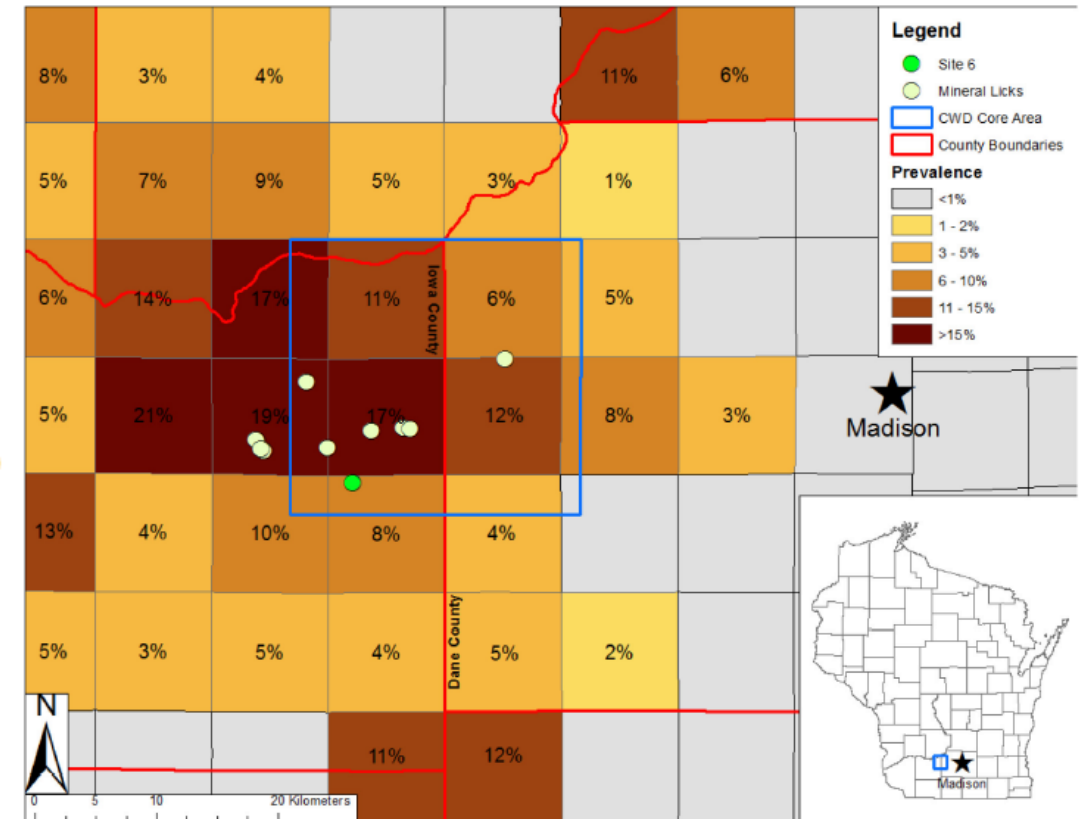 Legend
Site 6
Mineral Licks
CWD Core Area
County Boundaries
Prevalence
<1%
1 - 2%
3 - 5%
6 - 10%
11 - 15%
>15%
8% 3% 4% 11% 6%
5% 7% 9% 5% 3% 1%
6% 14% 17% 11% 6% 5%
Iowa County
5% 21% 19% 17% 12% 8% 3%
Madison
13% 4% 10% 8% 4%
5% 3% 5% 4% 5% 2%
Dane County
11% 12%
N
0 5 10 20 Kilometers
Madison